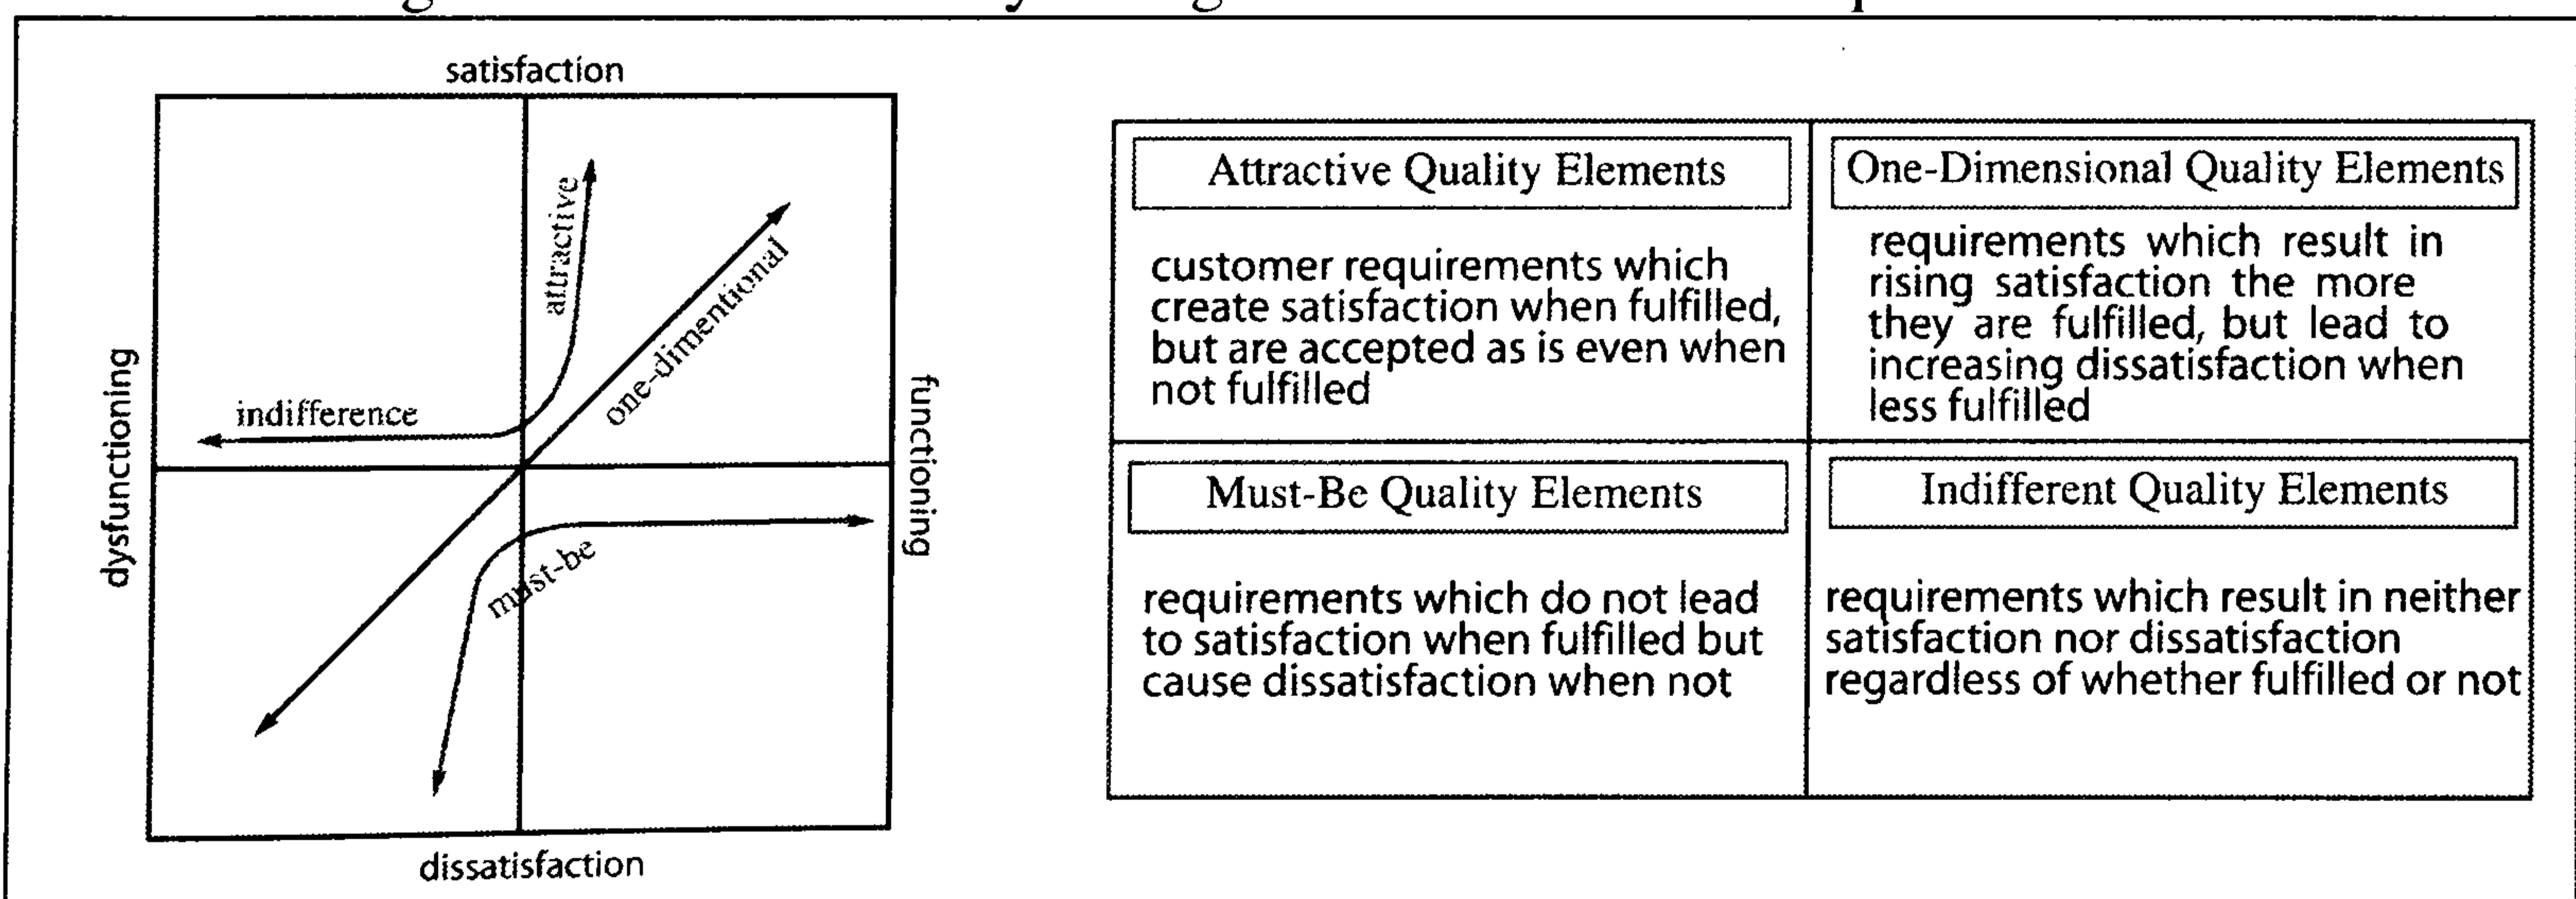 satisfaction
attractive
one-dimentional
indifference
dysfunctioning
functioning
must-be
dissatisfaction
Attractive Quality Elements
customer requirements which
create satisfaction when fulfilled,
but are accepted as is even when
not fulfilled
One-Dimensional Quality Elements
requirements which result in
rising satisfaction the more
they are fulfilled, but lead to
increasing dissatisfaction when
less fulfilled
Must-Be Quality Elements
requirements which do not lead
to satisfaction when fulfilled but
cause dissatisfaction when not
Indifferent Quality Elements
requirements which result in neither
satisfaction nor dissatisfaction
regardless of whether fulfilled or not